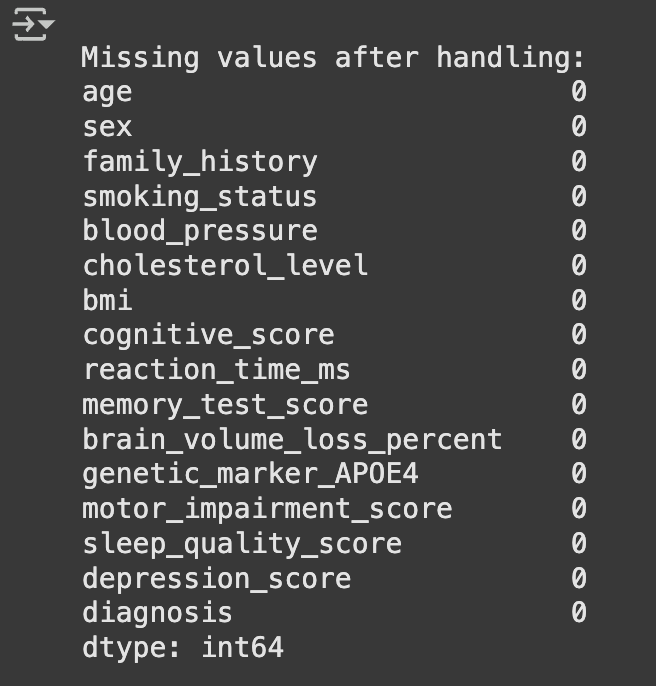 Missing values after handling:
age 0
sex 0
family_history 0
smoking_status 0
blood_pressure 0
cholesterol_level 0
bmi 0
cognitive_score 0
reaction_time_ms 0
memory_test_score 0
brain_volume_loss_percent 0
genetic_marker_APOE4 0
motor_impairment_score 0
sleep_quality_score 0
depression_score 0
diagnosis 0
dtype: int64